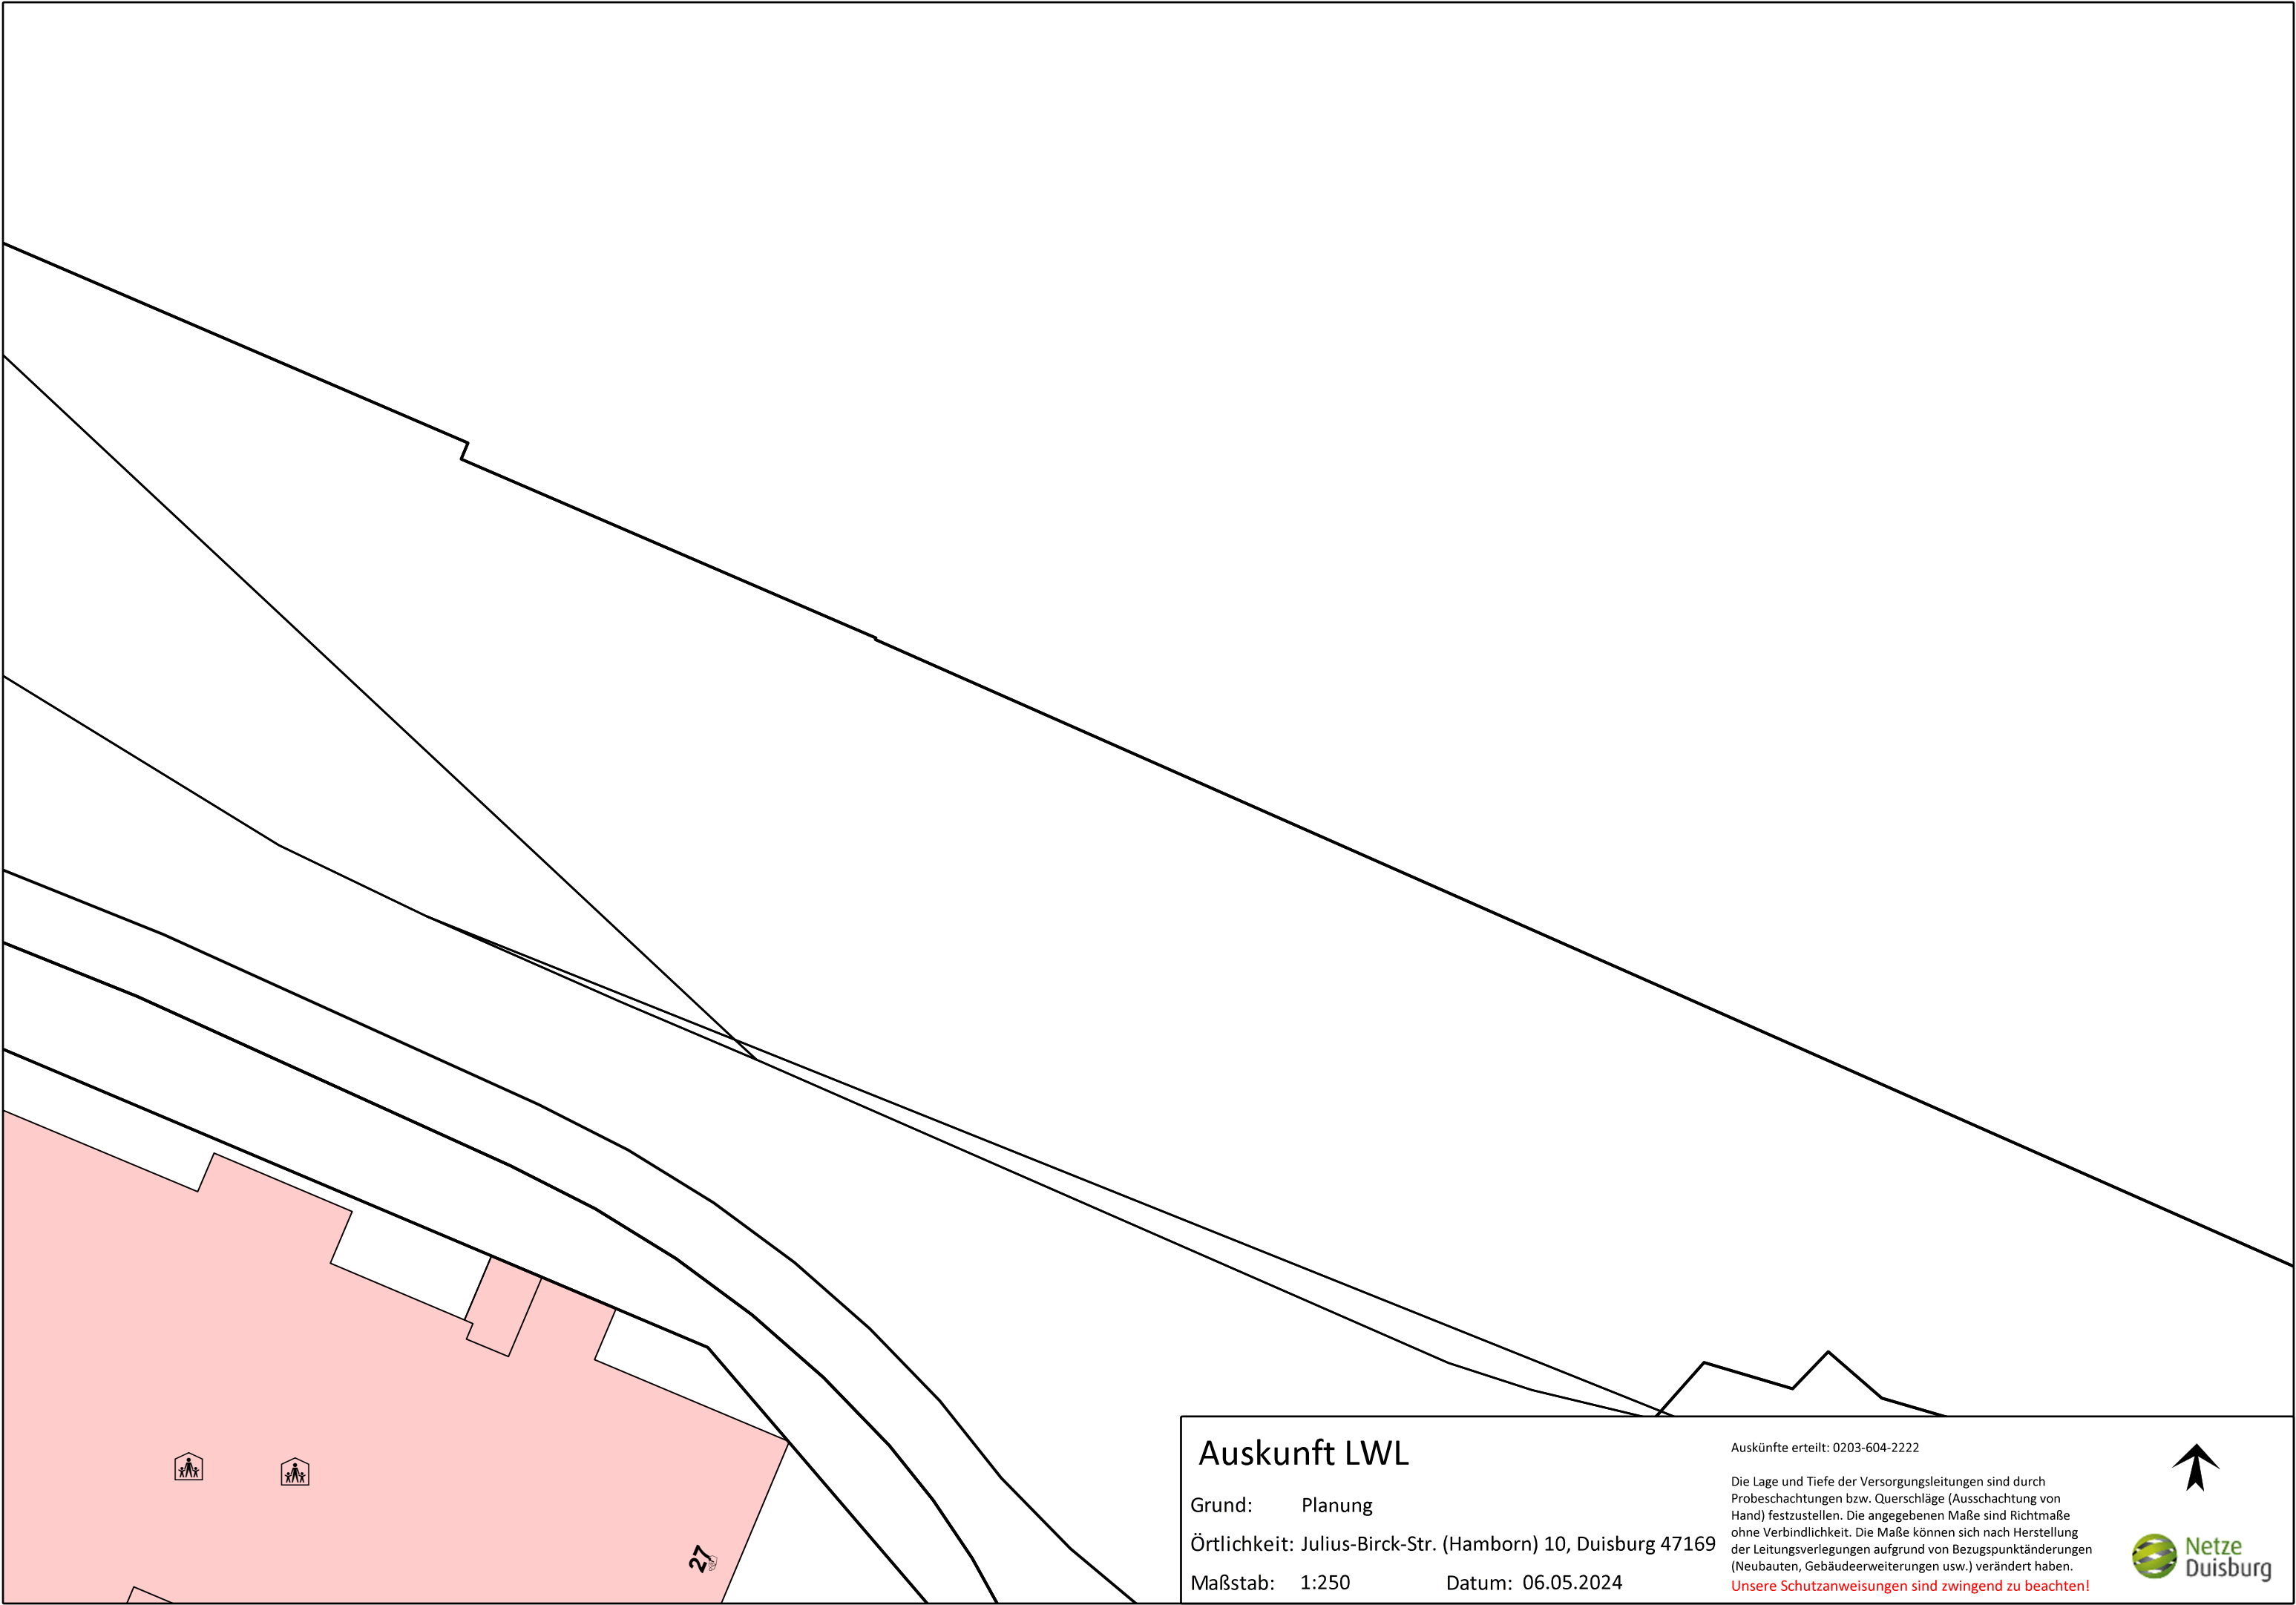 27
Auskunft LWL
Grund: Planung
Örtlichkeit: Julius-Birck-Str. (Hamborn) 10, Duisburg 47169
Maßstab: 1:250 Datum: 06.05.2024
Auskünfte erteilt: 0203-604-2222
Die Lage und Tiefe der Versorgungsleitungen sind durch
Probeschachtungen bzw. Querschläge (Ausschachtung von
Hand) festzustellen. Die angegebenen Maße sind Richtmaße
ohne Verbindlichkeit. Die Maße können sich nach Herstellung
der Leitungsverlegungen aufgrund von Bezugspunktänderungen
(Neubauten, Gebäudeerweiterungen usw.) verändert haben.
Unsere Schutzanweisungen sind zwingend zu beachten!
Netze
Duisburg